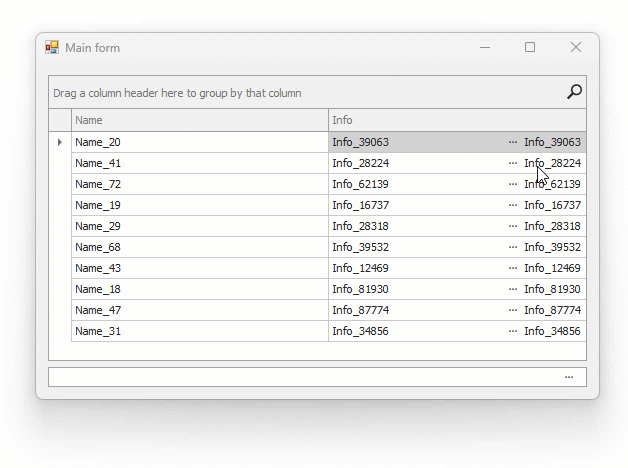 Main form
Drag a column header here to group by that column
Name Info
Name_20 Info_39063 ··· Info_39063
Name_41 Info_28224 ··· Info_28224
Name_72 Info_62139 ··· Info_62139
Name_19 Info_16737 ··· Info_16737
Name_29 Info_28318 ··· Info_28318
Name_68 Info_39532 ··· Info_39532
Name_43 Info_12469 ··· Info_12469
Name_18 Info_81930 ··· Info_81930
Name_47 Info_87774 ··· Info_87774
Name_31 Info_34856 ··· Info_34856
···